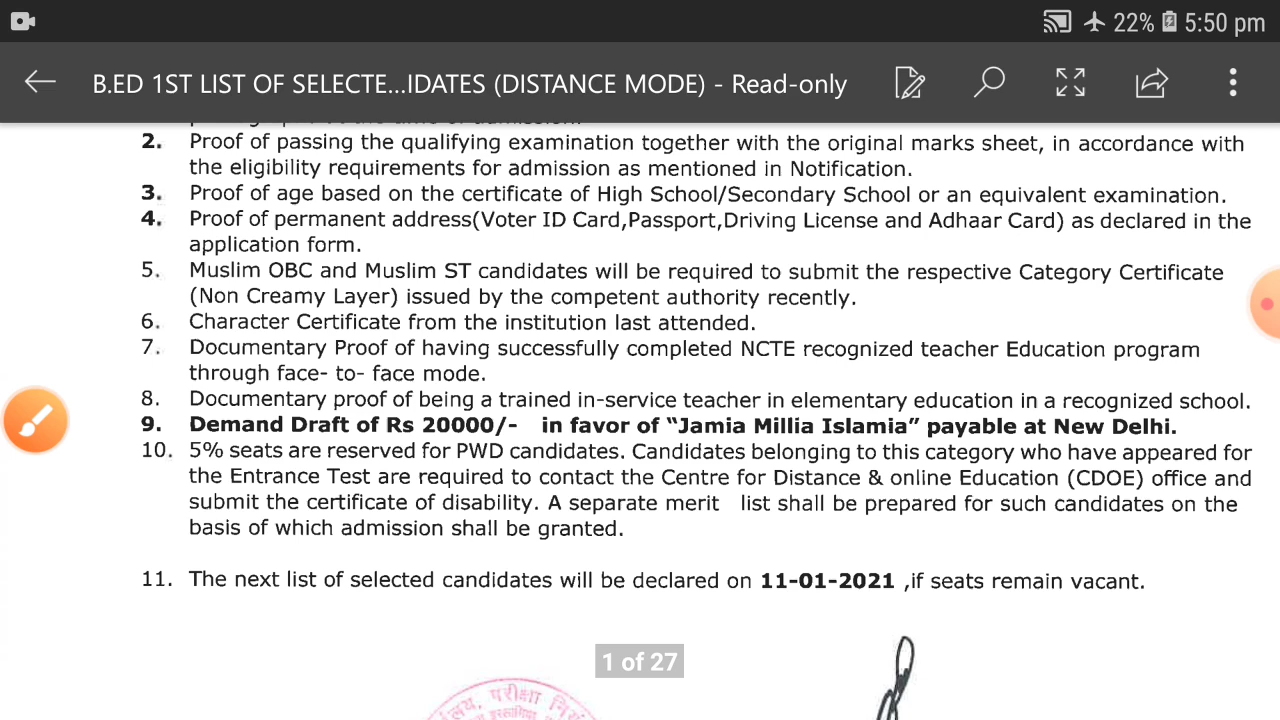 22% 5:50 pm
B.ED 1ST LIST OF SELECTE...IDATES (DISTANCE MODE) - Read-only
2. Proof of passing the qualifying examination together with the original marks sheet, in accordance with
the eligibility requirements for admission as mentioned in Notification.
3. Proof of age based on the certificate of High School/Secondary School or an equivalent examination.
4. Proof of permanent address(Voter ID Card,Passport,Driving License and Adhaar Card) as declared in the
application form.
5. Muslim OBC and Muslim ST candidates will be required to submit the respective Category Certificate
(Non Creamy Layer) issued by the competent authority recently.
6. Character Certificate from the institution last attended.
7. Documentary Proof of having successfully completed NCTE recognized teacher Education program
through face- to- face mode.
8. Documentary proof of being a trained in-service teacher in elementary education in a recognized school.
9. Demand Draft of Rs 20000/- in favor of “Jamia Millia Islamia” payable at New Delhi.
10. 5% seats are reserved for PWD candidates. Candidates belonging to this category who have appeared for
the Entrance Test are required to contact the Centre for Distance & online Education (CDOE) office and
submit the certificate of disability. A separate merit list shall be prepared for such candidates on the
basis of which admission shall be granted.
11. The next list of selected candidates will be declared on 11-01-2021 ,if seats remain vacant.
1 of 27
परीक्षा